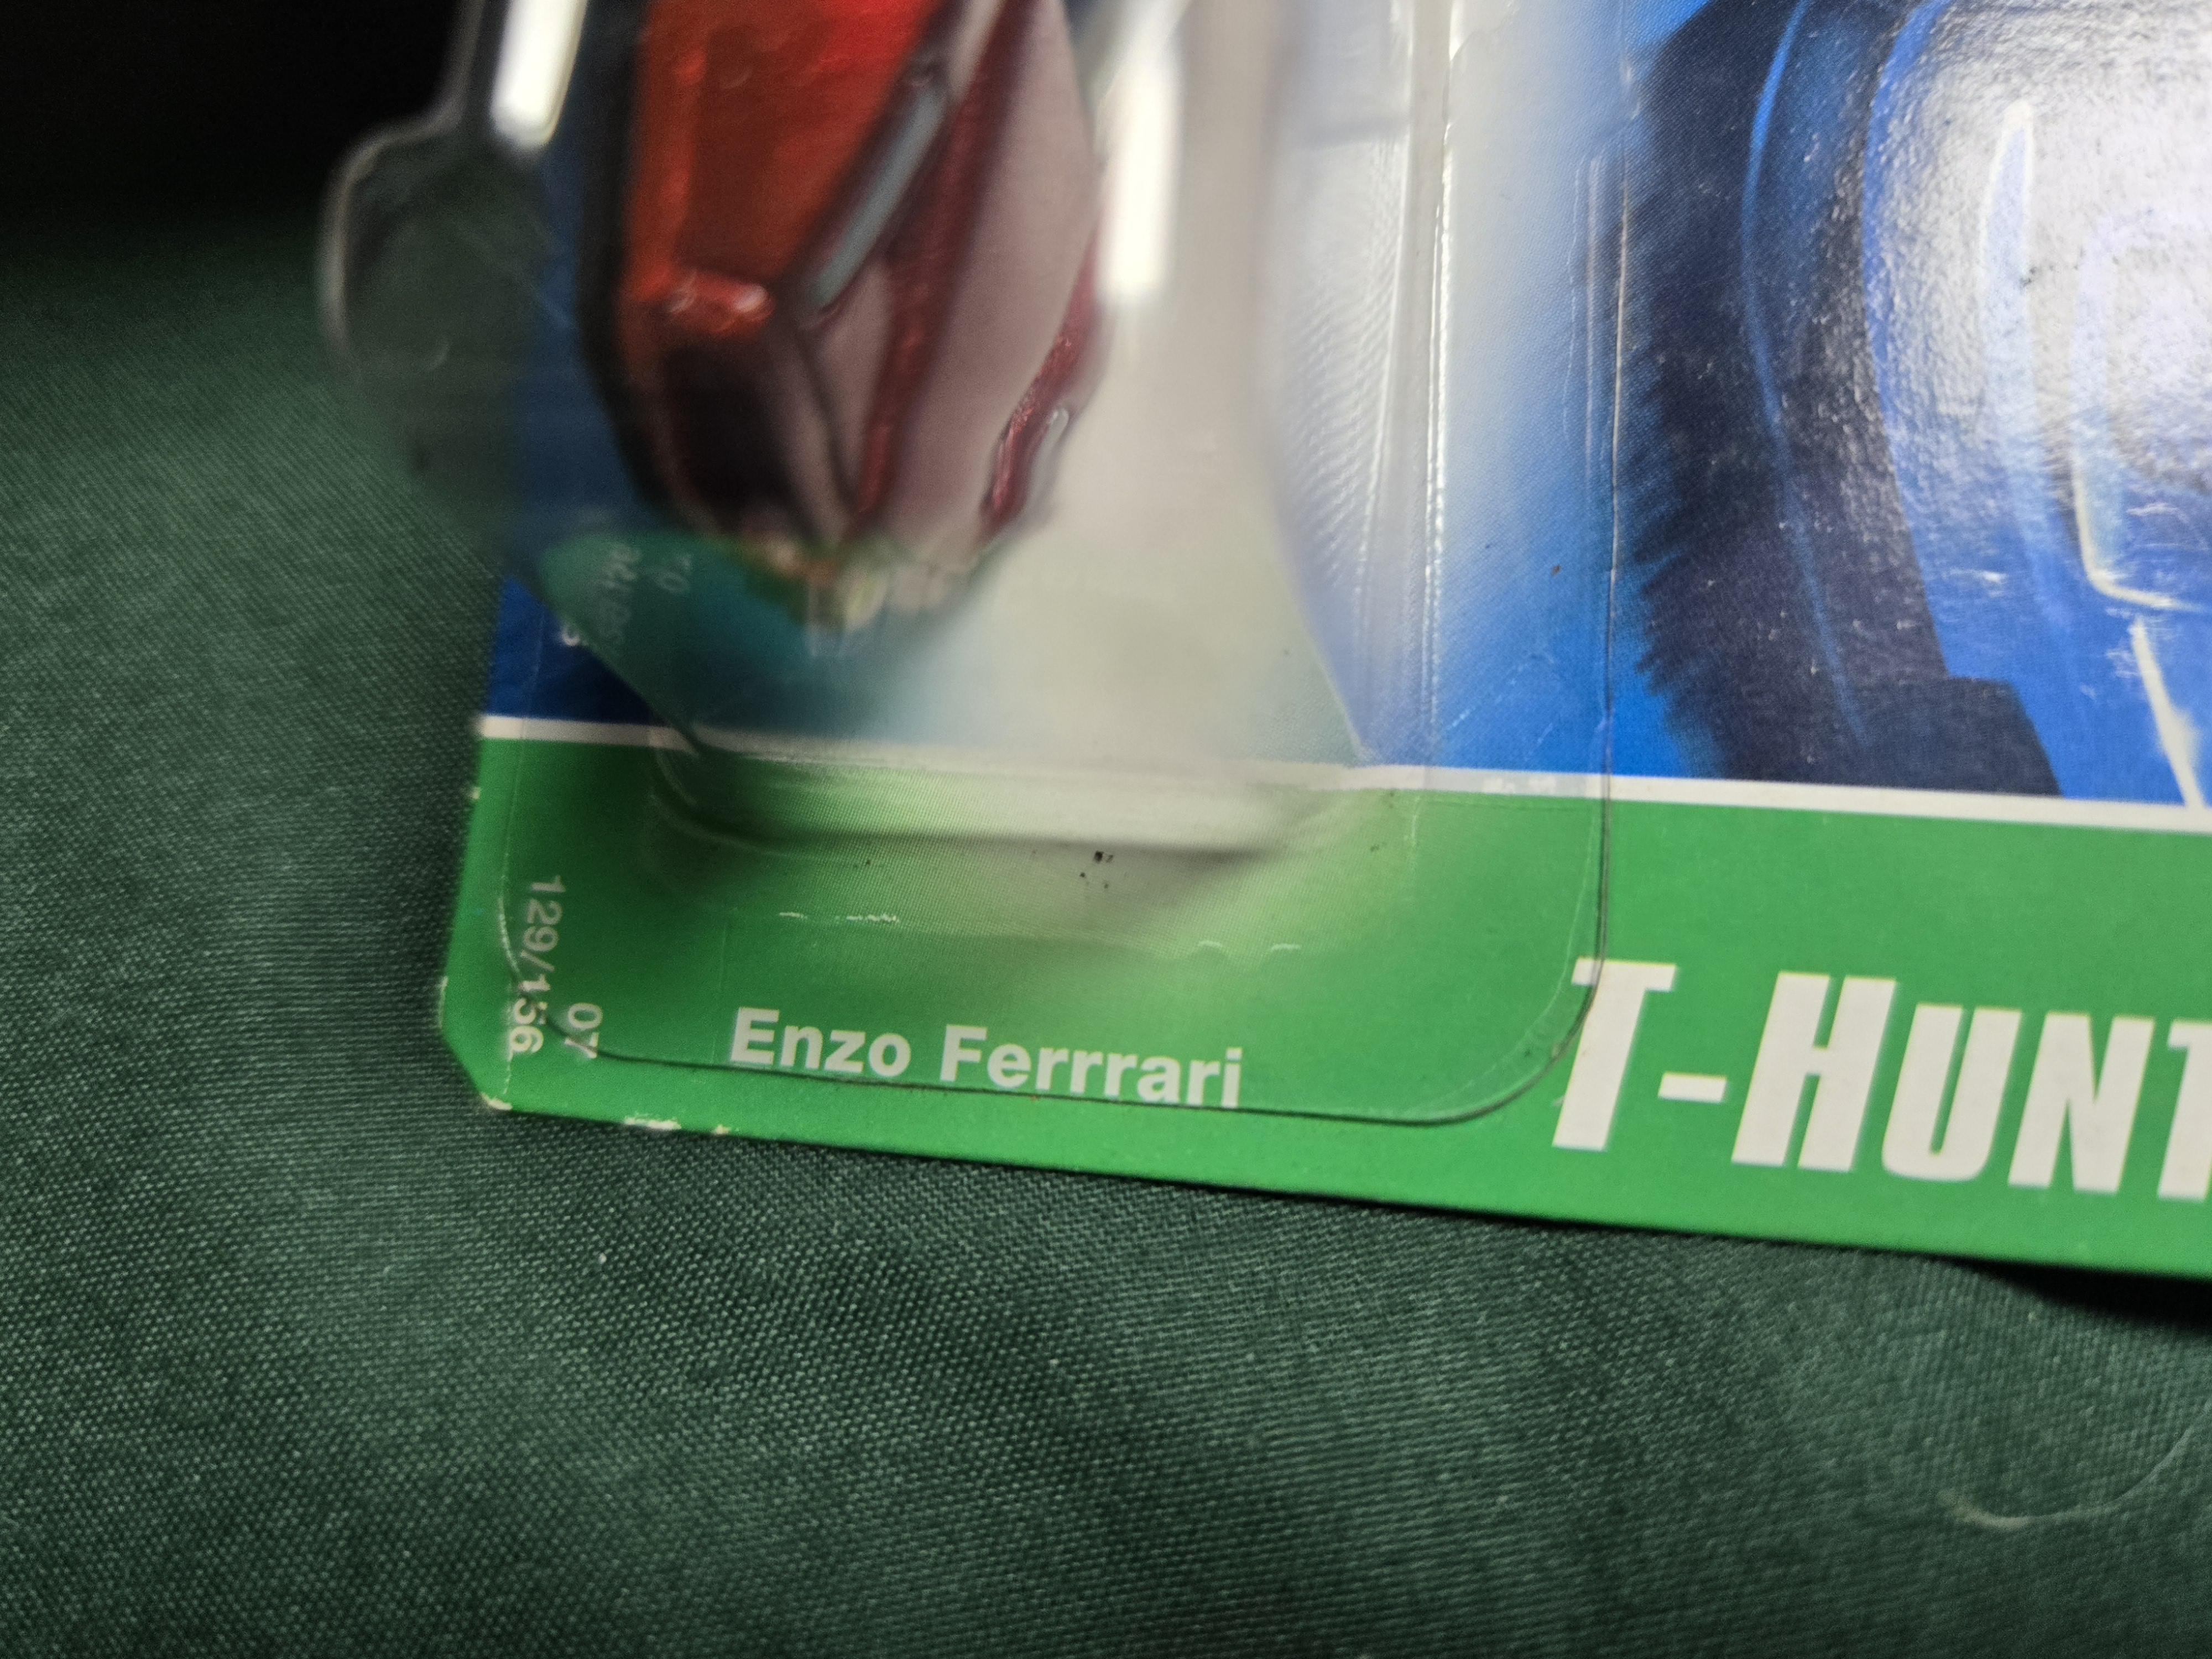 129/156
07
Enzo Ferrrari
T-HUNT